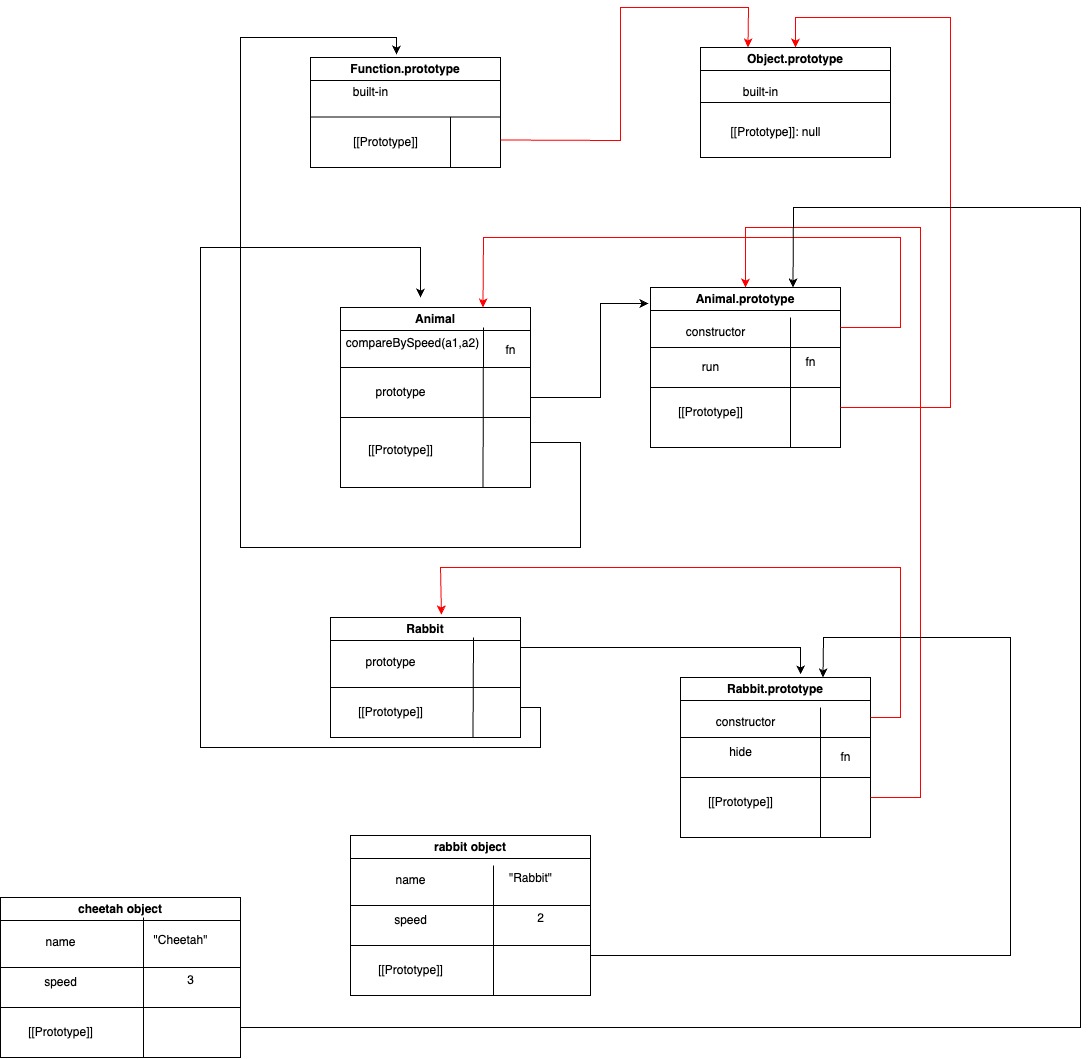 Function.prototype
built-in
[[Prototype]]
Object.prototype
built-in
[[Prototype]]: null
Animal
compareBySpeed(a1,a2)
fn
prototype
[[Prototype]]
Animal.prototype
constructor
run
fn
[[Prototype]]
Rabbit
prototype
[[Prototype]]
Rabbit.prototype
constructor
hide
fn
[[Prototype]]
rabbit object
name
"Rabbit"
speed
2
[[Prototype]]
cheetah object
name
"Cheetah"
speed
3
[[Prototype]]